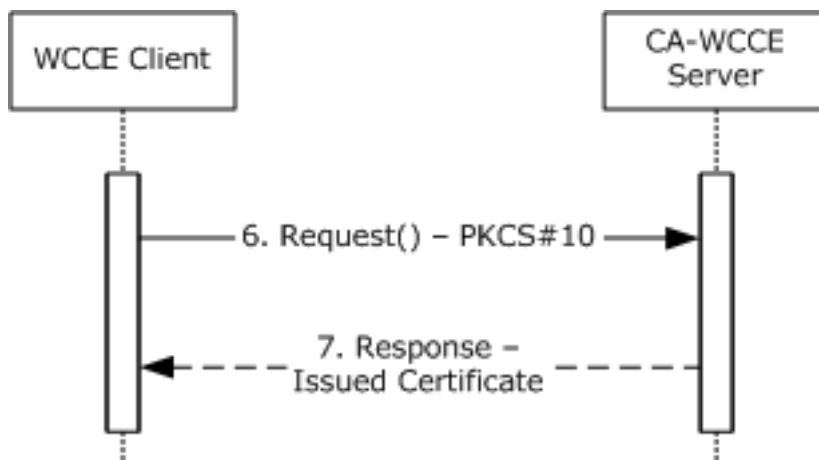 WCCE Client
CA-WCCE
Server
6. Request() – PKCS#10
7. Response –
Issued Certificate